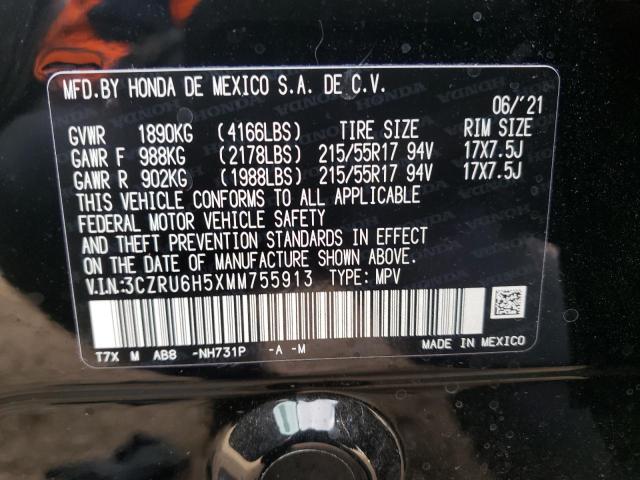 MFD.BY HONDA DE MEXICO S.A. DE C.V.
06/'21
GVWR 1890KG (4166LBS) TIRE SIZE RIM SIZE
GAWR F 988KG (2178LBS) 215/55R17 94V 17X7.5J
GAWR R 902KG (1988LBS) 215/55R17 94V 17X7.5J
THIS VEHICLE CONFORMS TO ALL APPLICABLE
FEDERAL MOTOR VEHICLE SAFETY
AND THEFT PREVENTION STANDARDS IN EFFECT
ON THE DATE OF MANUFACTURE SHOWN ABOVE.
V.I.N:3CZRU6H5XMM755913 TYPE: MPV
T7X M AB8 -NH731P -A -M
MADE IN MEXICO